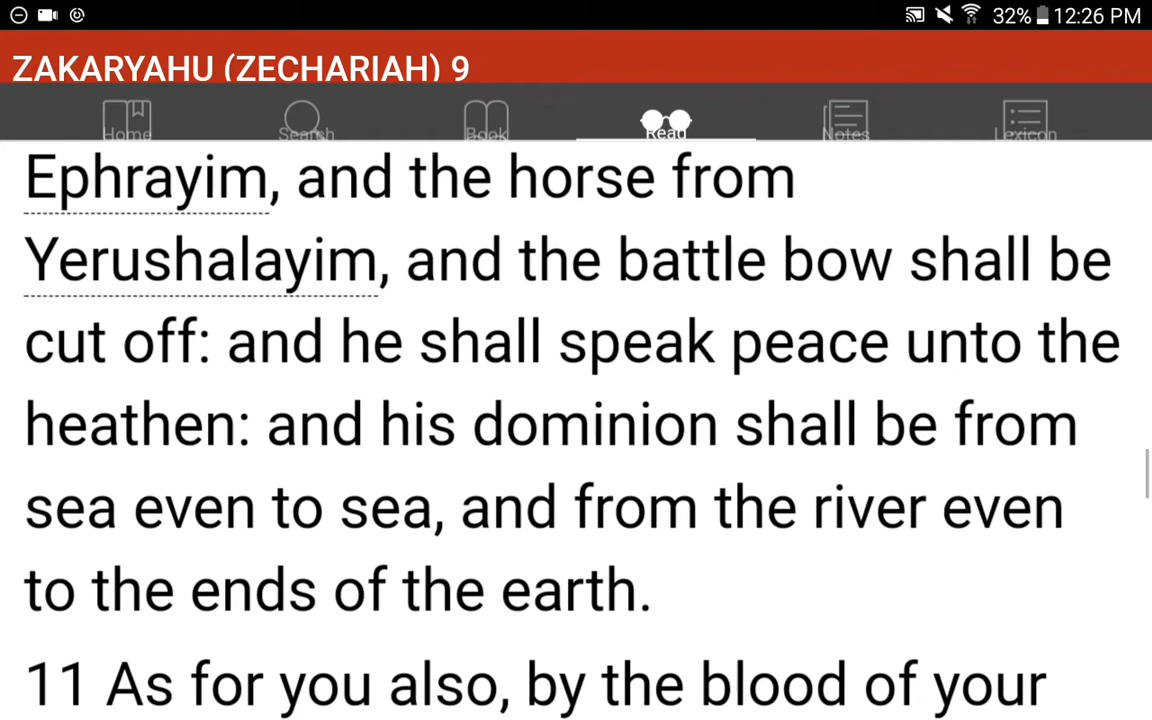 32% 12:26 PM
ZAKARYAHU (ZECHARIAH) 9
Home Search Book Read Notes Lexicon
Ephrayim, and the horse from
Yerushalayim, and the battle bow shall be
cut off: and he shall speak peace unto the
heathen: and his dominion shall be from
sea even to sea, and from the river even
to the ends of the earth.
11 As for you also, by the blood of your